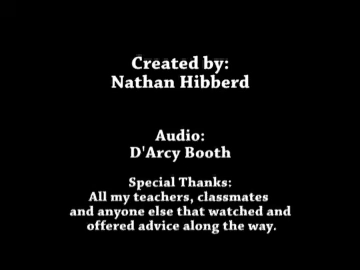 Created by:
Nathan Hibberd
Audio:
D'Arcy Booth
Special Thanks:
All my teachers, classmates
and anyone else that watched and
offered advice along the way.